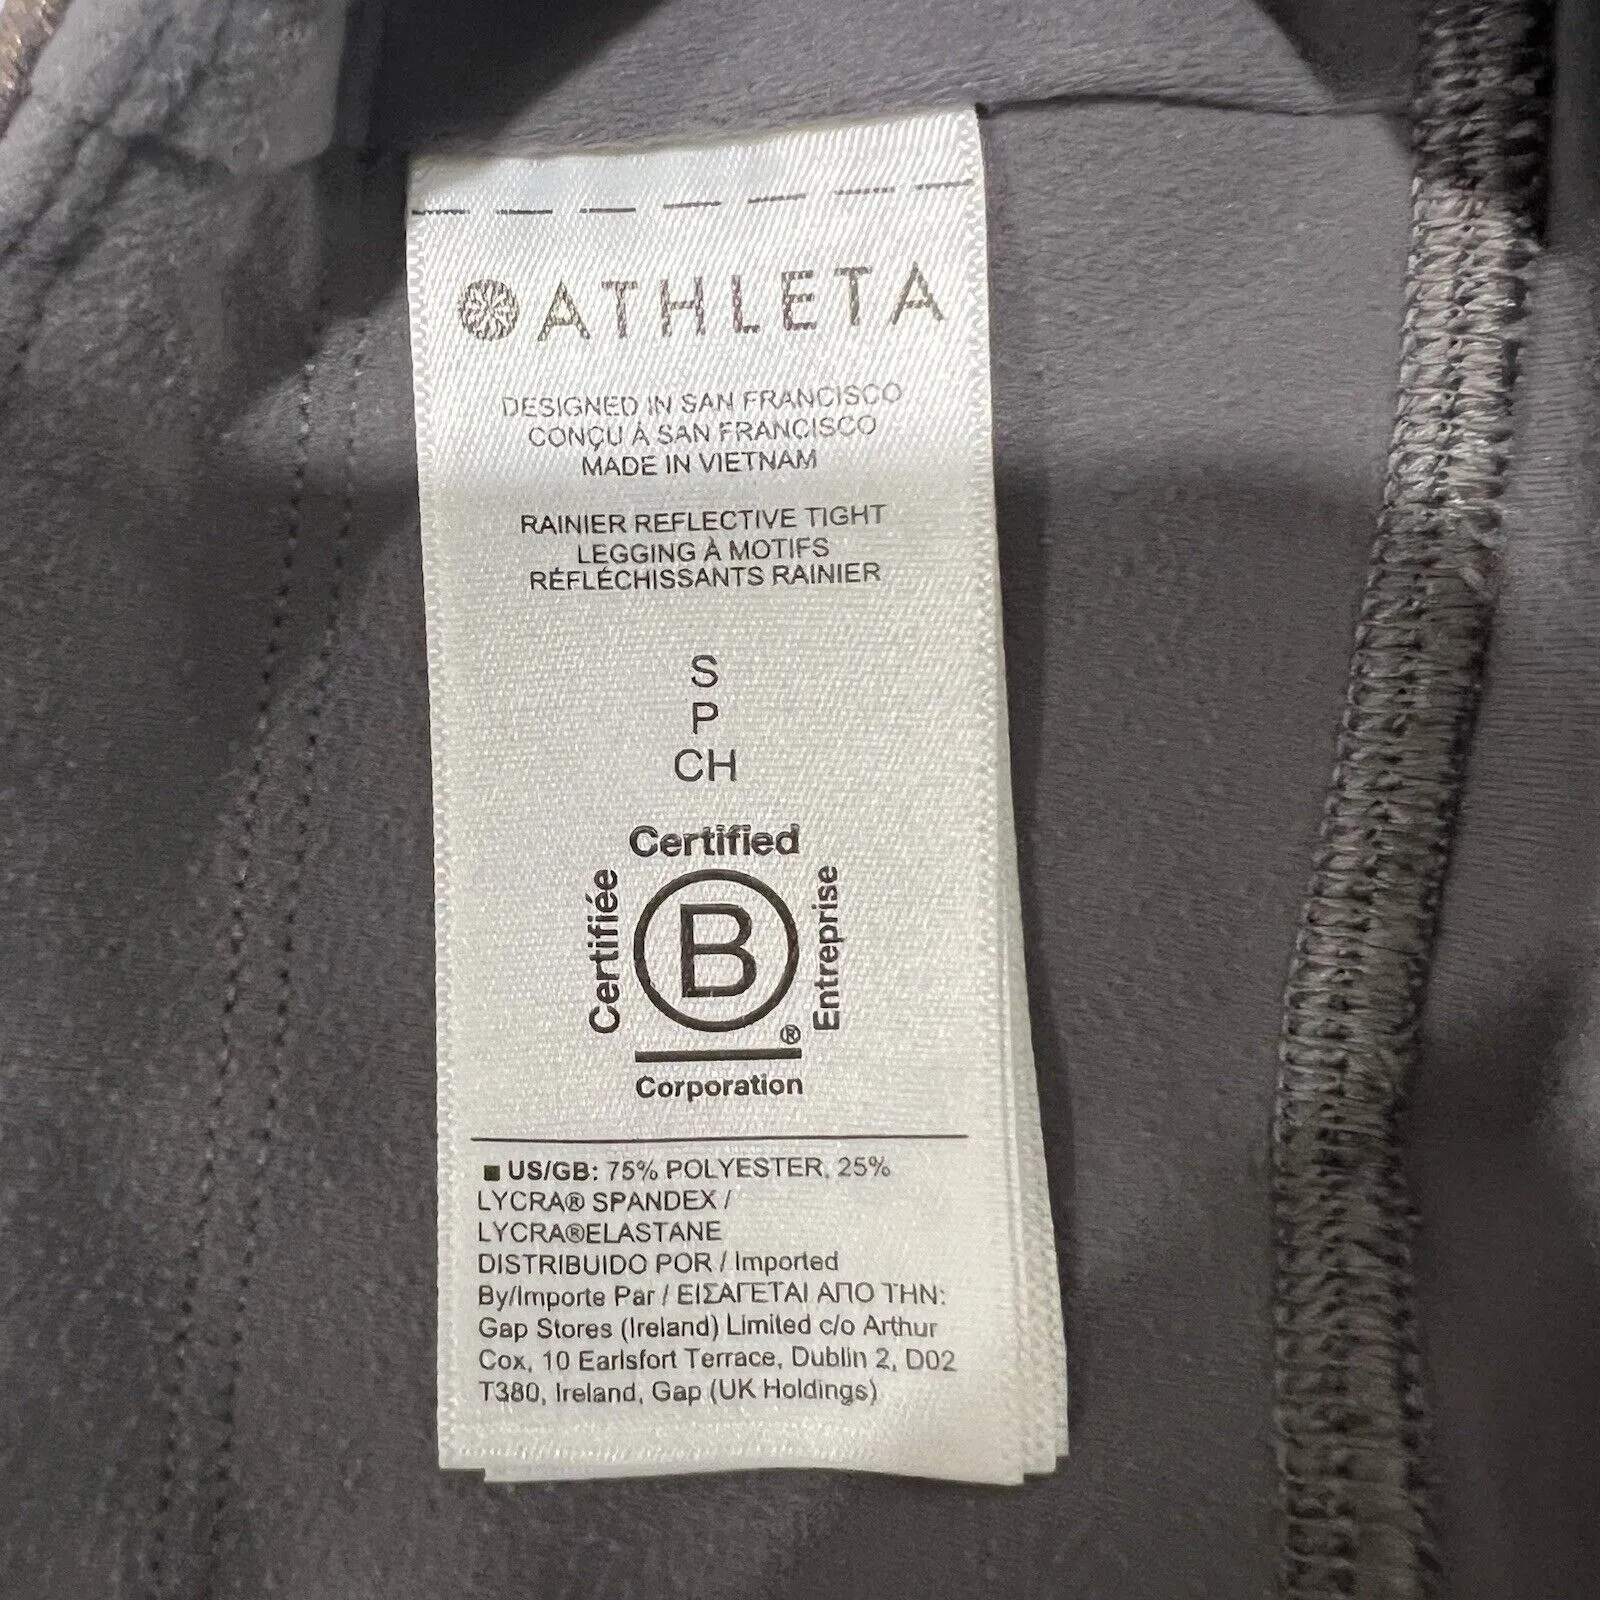 ATHLETA
DESIGNED IN SAN FRANCISCO
CONÇU À SAN FRANCISCO
MADE IN VIETNAM
RAINIER REFLECTIVE TIGHT
LEGGING À MOTIFS
RÉFLÉCHISSANTS RAINIER
S
P
CH
Certified
Certifiée
B
Entreprise
®
Corporation
US/GB: 75% POLYESTER, 25%
LYCRA® SPANDEX /
LYCRA®ELASTANE
DISTRIBUIDO POR / Imported
By/Importe Par / ΕΙΣΑΓΕΤΑΙ ΑΠΟ ΤΗΝ:
Gap Stores (Ireland) Limited c/o Arthur
Cox, 10 Earlsfort Terrace, Dublin 2, D02
T380, Ireland, Gap (UK Holdings)